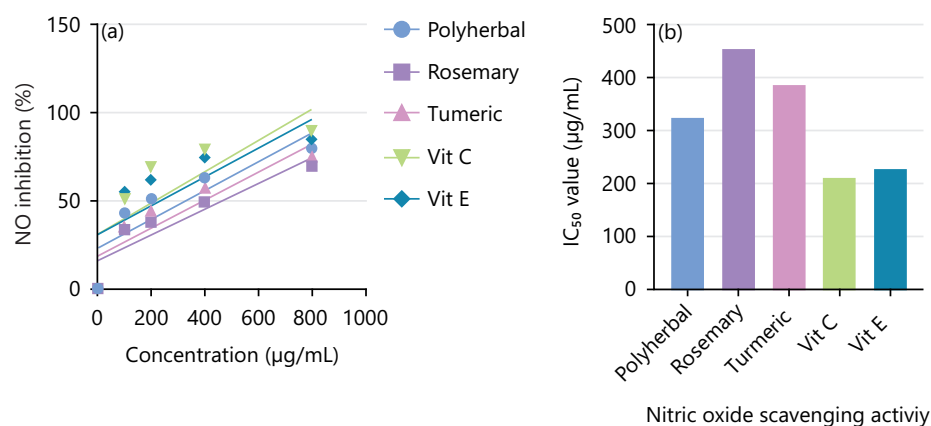 (a)
NO inhibition (%)
150
100
50
0
0 200 400 600 800 1000
Concentration (µg/mL)
Polyherbal
Rosemary
Tumeric
Vit C
Vit E
(b)
IC₅₀ value (µg/mL)
500
400
300
200
100
0
Polyherbal
Rosemary
Turmeric
Vit C
Vit E
Nitric oxide scavenging activiy